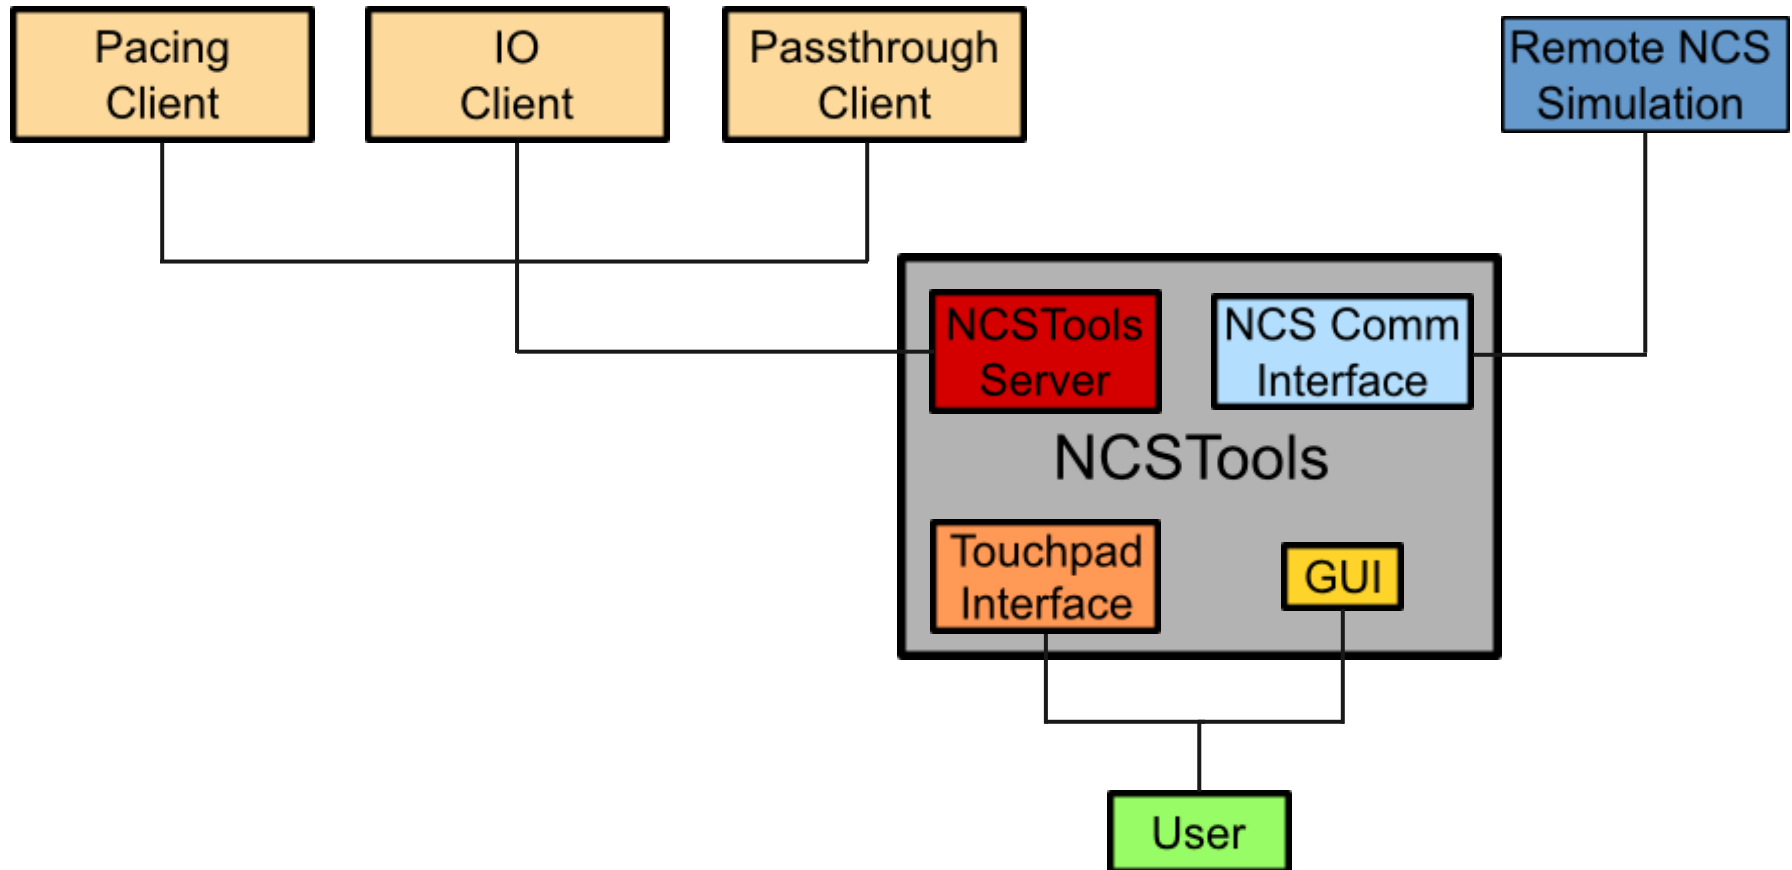 Pacing
Client
IO
Client
Passthrough
Client
Remote NCS
Simulation
NCSTools
Server
NCS Comm
Interface
NCSTools
Touchpad
Interface
GUI
User